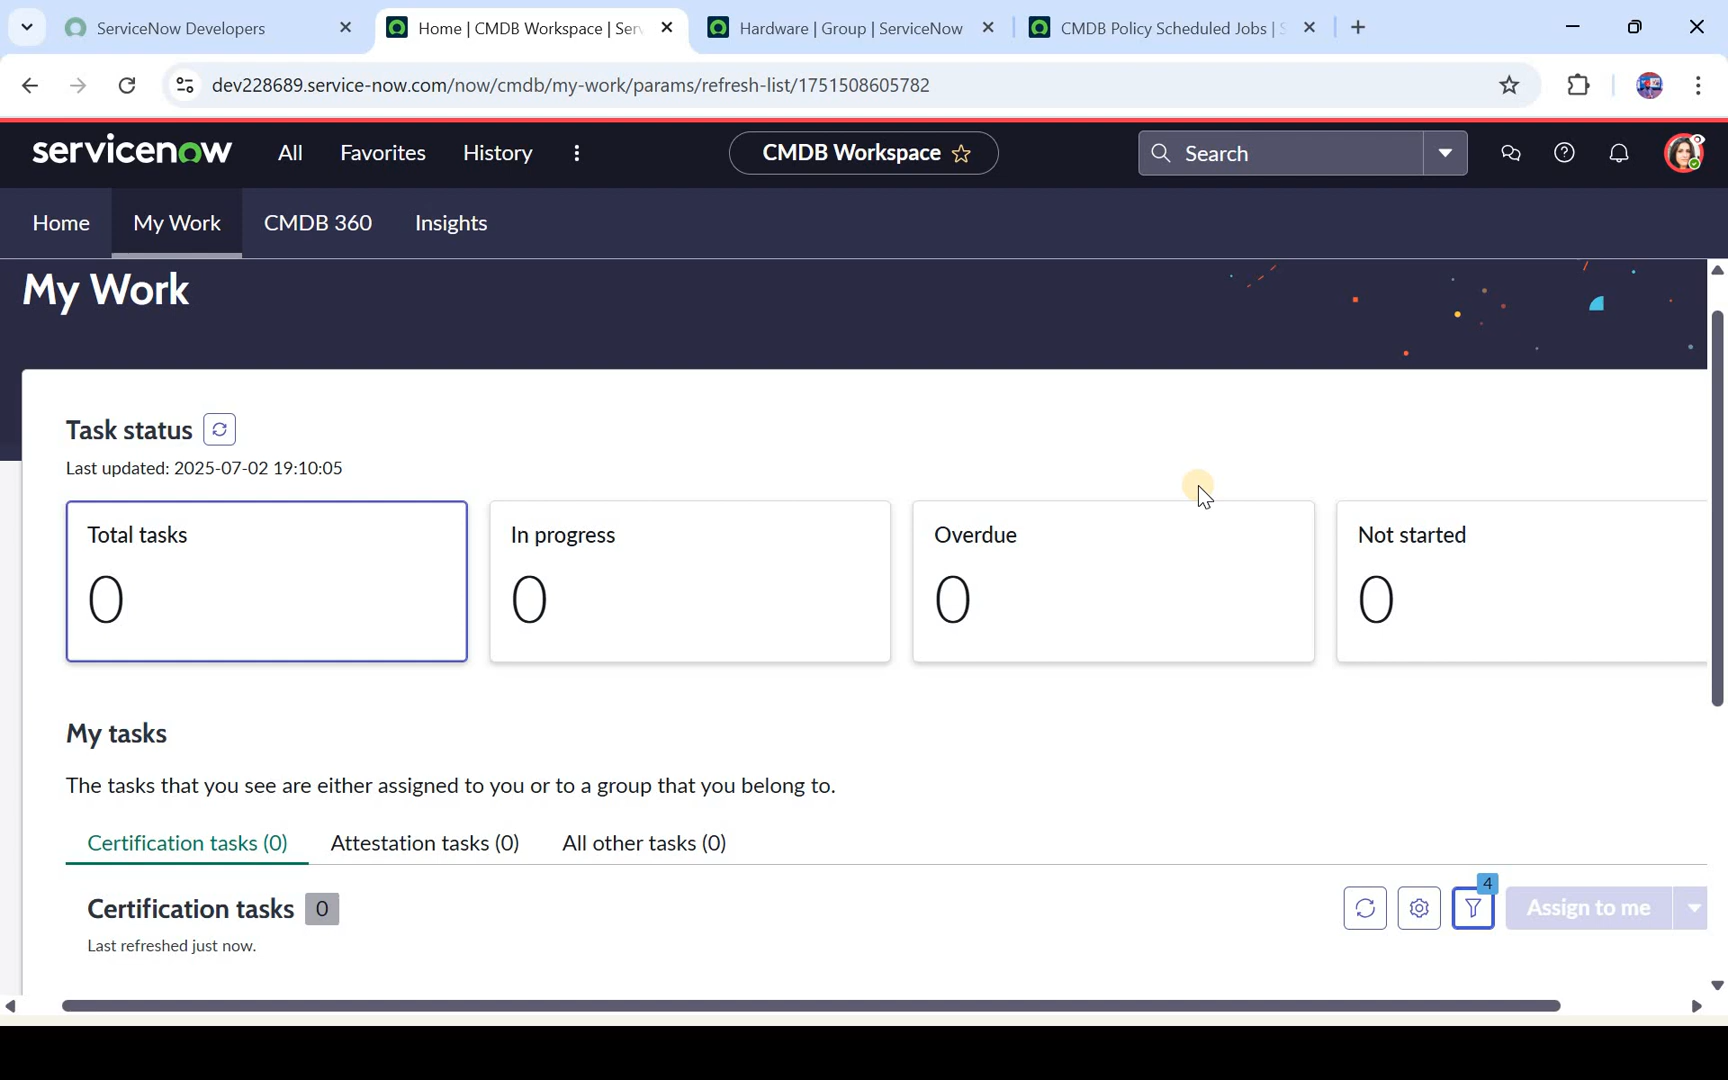 ServiceNow Developers
Home | CMDB Workspace | Ser
Hardware | Group | ServiceNow
CMDB Policy Scheduled Jobs |
dev228689.service-now.com/now/cmdb/my-work/params/refresh-list/1751508605782
servicenow
All
Favorites
History
CMDB Workspace
Search
Home
My Work
CMDB 360
Insights
My Work
Task status
Last updated: 2025-07-02 19:10:05
Total tasks
In progress
Overdue
Not started
0
0
0
0
My tasks
The tasks that you see are either assigned to you or to a group that you belong to.
Certification tasks (0)
Attestation tasks (0)
All other tasks (0)
4
Certification tasks 0
Assign to me
Last refreshed just now.